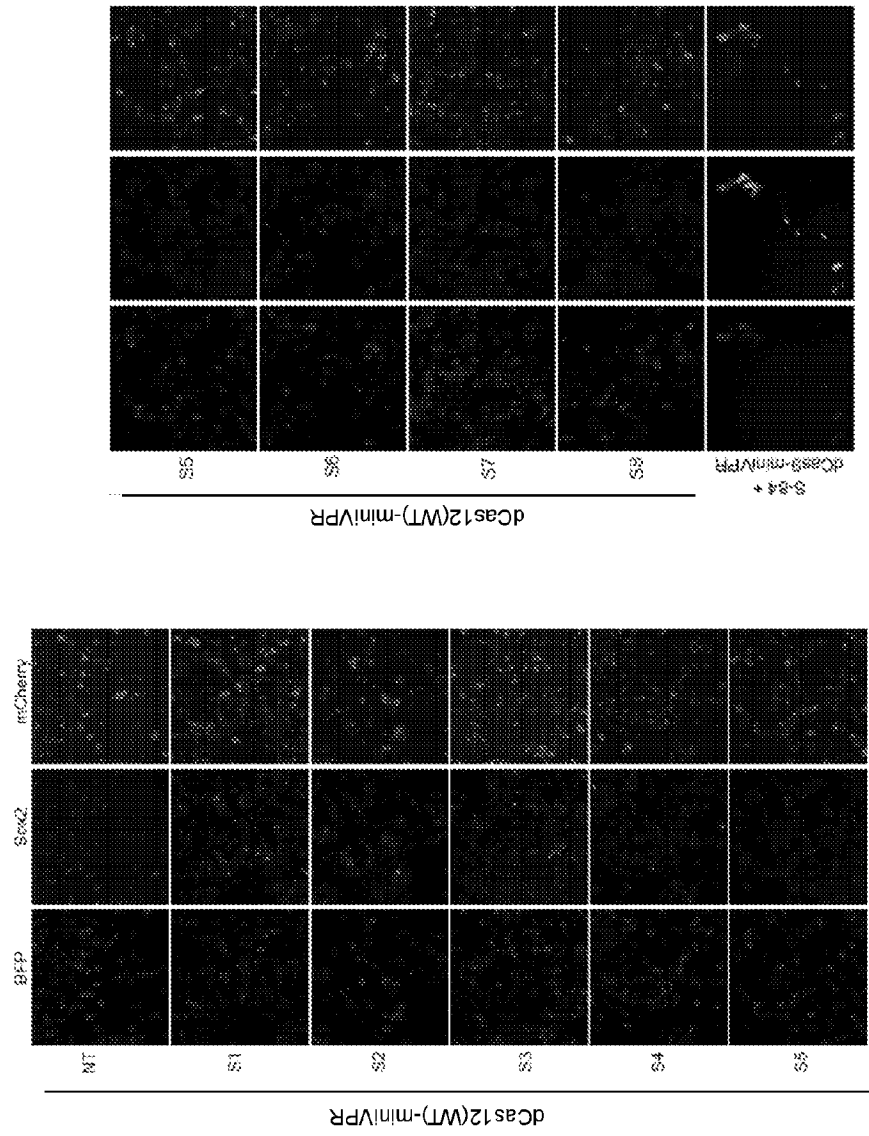 BFP
Sox2
mCherry
NT
S1
S2
S3
S4
S5
dCas12(WT)-miniVPR
S5
S6
S7
S8
dCas12(WT)-miniVPR
S-84 +
dCas9-miniVPR